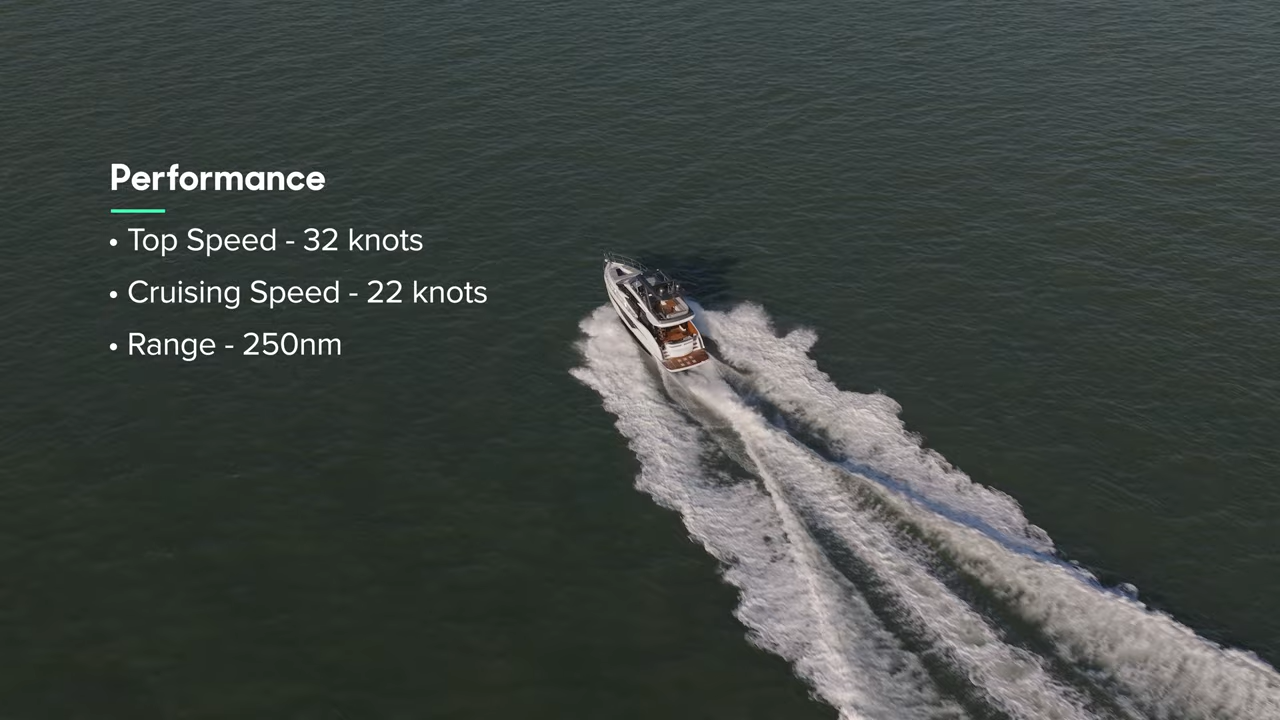 Performance
• Top Speed - 32 knots
• Cruising Speed - 22 knots
• Range - 250nm